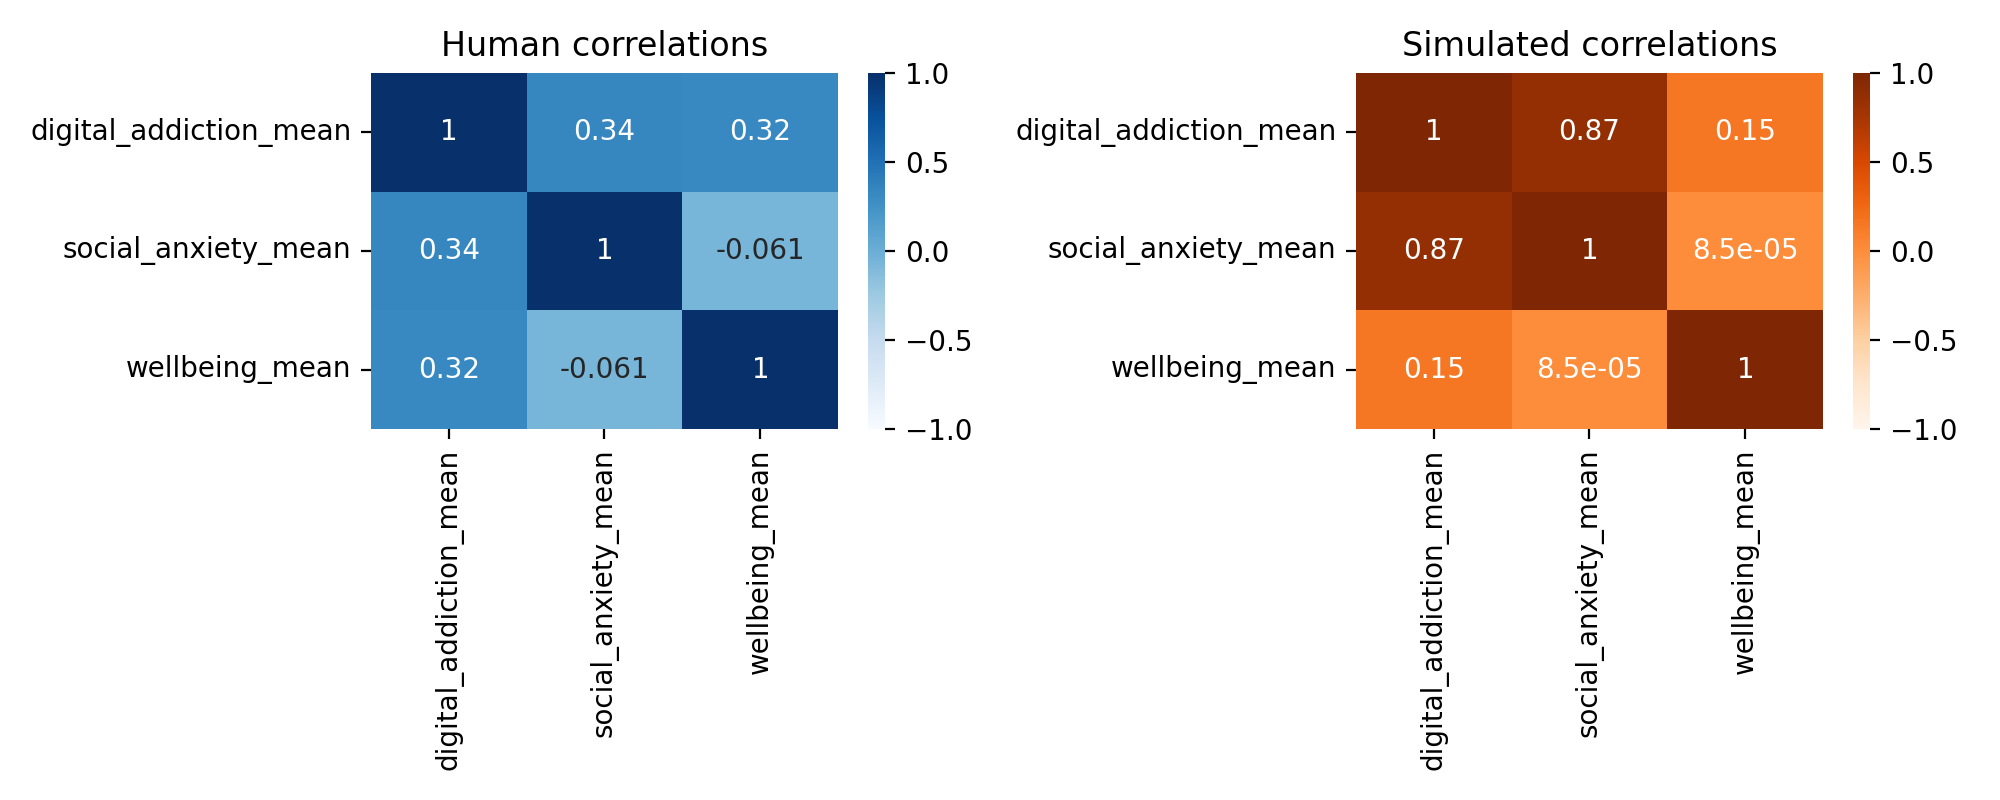 Human correlations
digital_addiction_mean
social_anxiety_mean
wellbeing_mean
1 0.34 0.32
0.34 1 -0.061
0.32 -0.061 1
digital_addiction_mean
social_anxiety_mean
wellbeing_mean
1.0
0.5
0.0
−0.5
−1.0
Simulated correlations
digital_addiction_mean
social_anxiety_mean
wellbeing_mean
1 0.87 0.15
0.87 1 8.5e-05
0.15 8.5e-05 1
digital_addiction_mean
social_anxiety_mean
wellbeing_mean
1.0
0.5
0.0
−0.5
−1.0